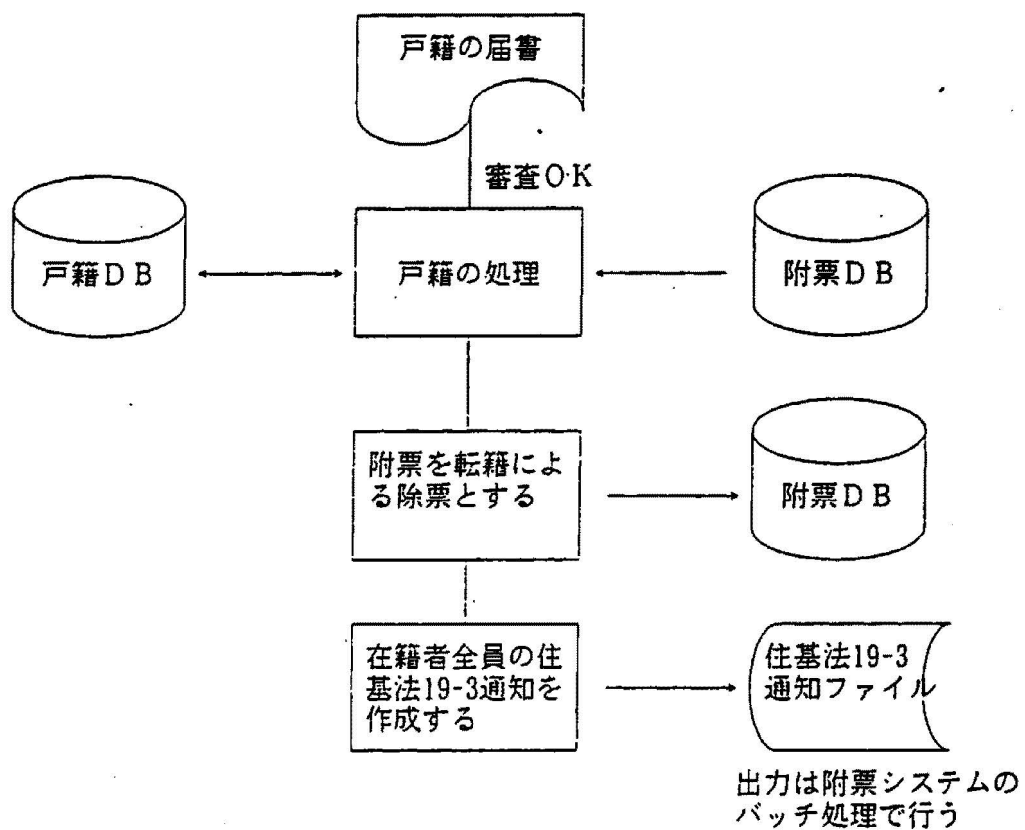 戸籍の届書
審査O·K
戸籍DB
戸籍の処理
附票DB
附票を転籍によ
る除票とする
附票DB
在籍者全員の住
基法19-3通知を
作成する
住基法19-3
通知ファイル
出力は附票システムの
バッチ処理で行う